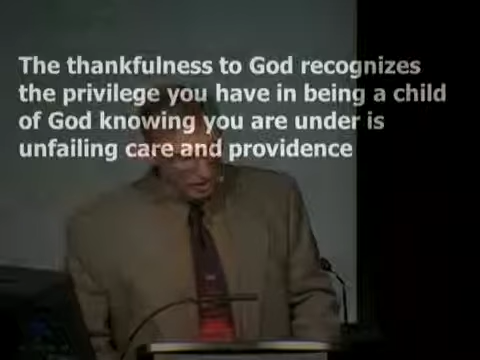 The thankfulness to God recognizes
the privilege you have in being a child
of God knowing you are under is
unfailing care and providence